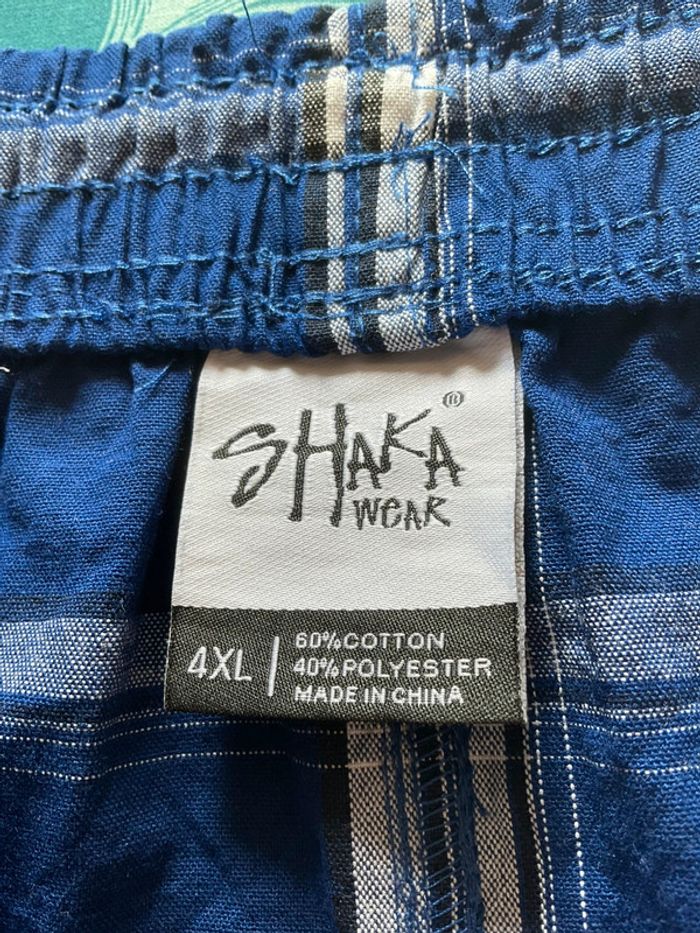 SHAKA®
WEAR
4XL
60% COTTON
40% POLYESTER
MADE IN CHINA